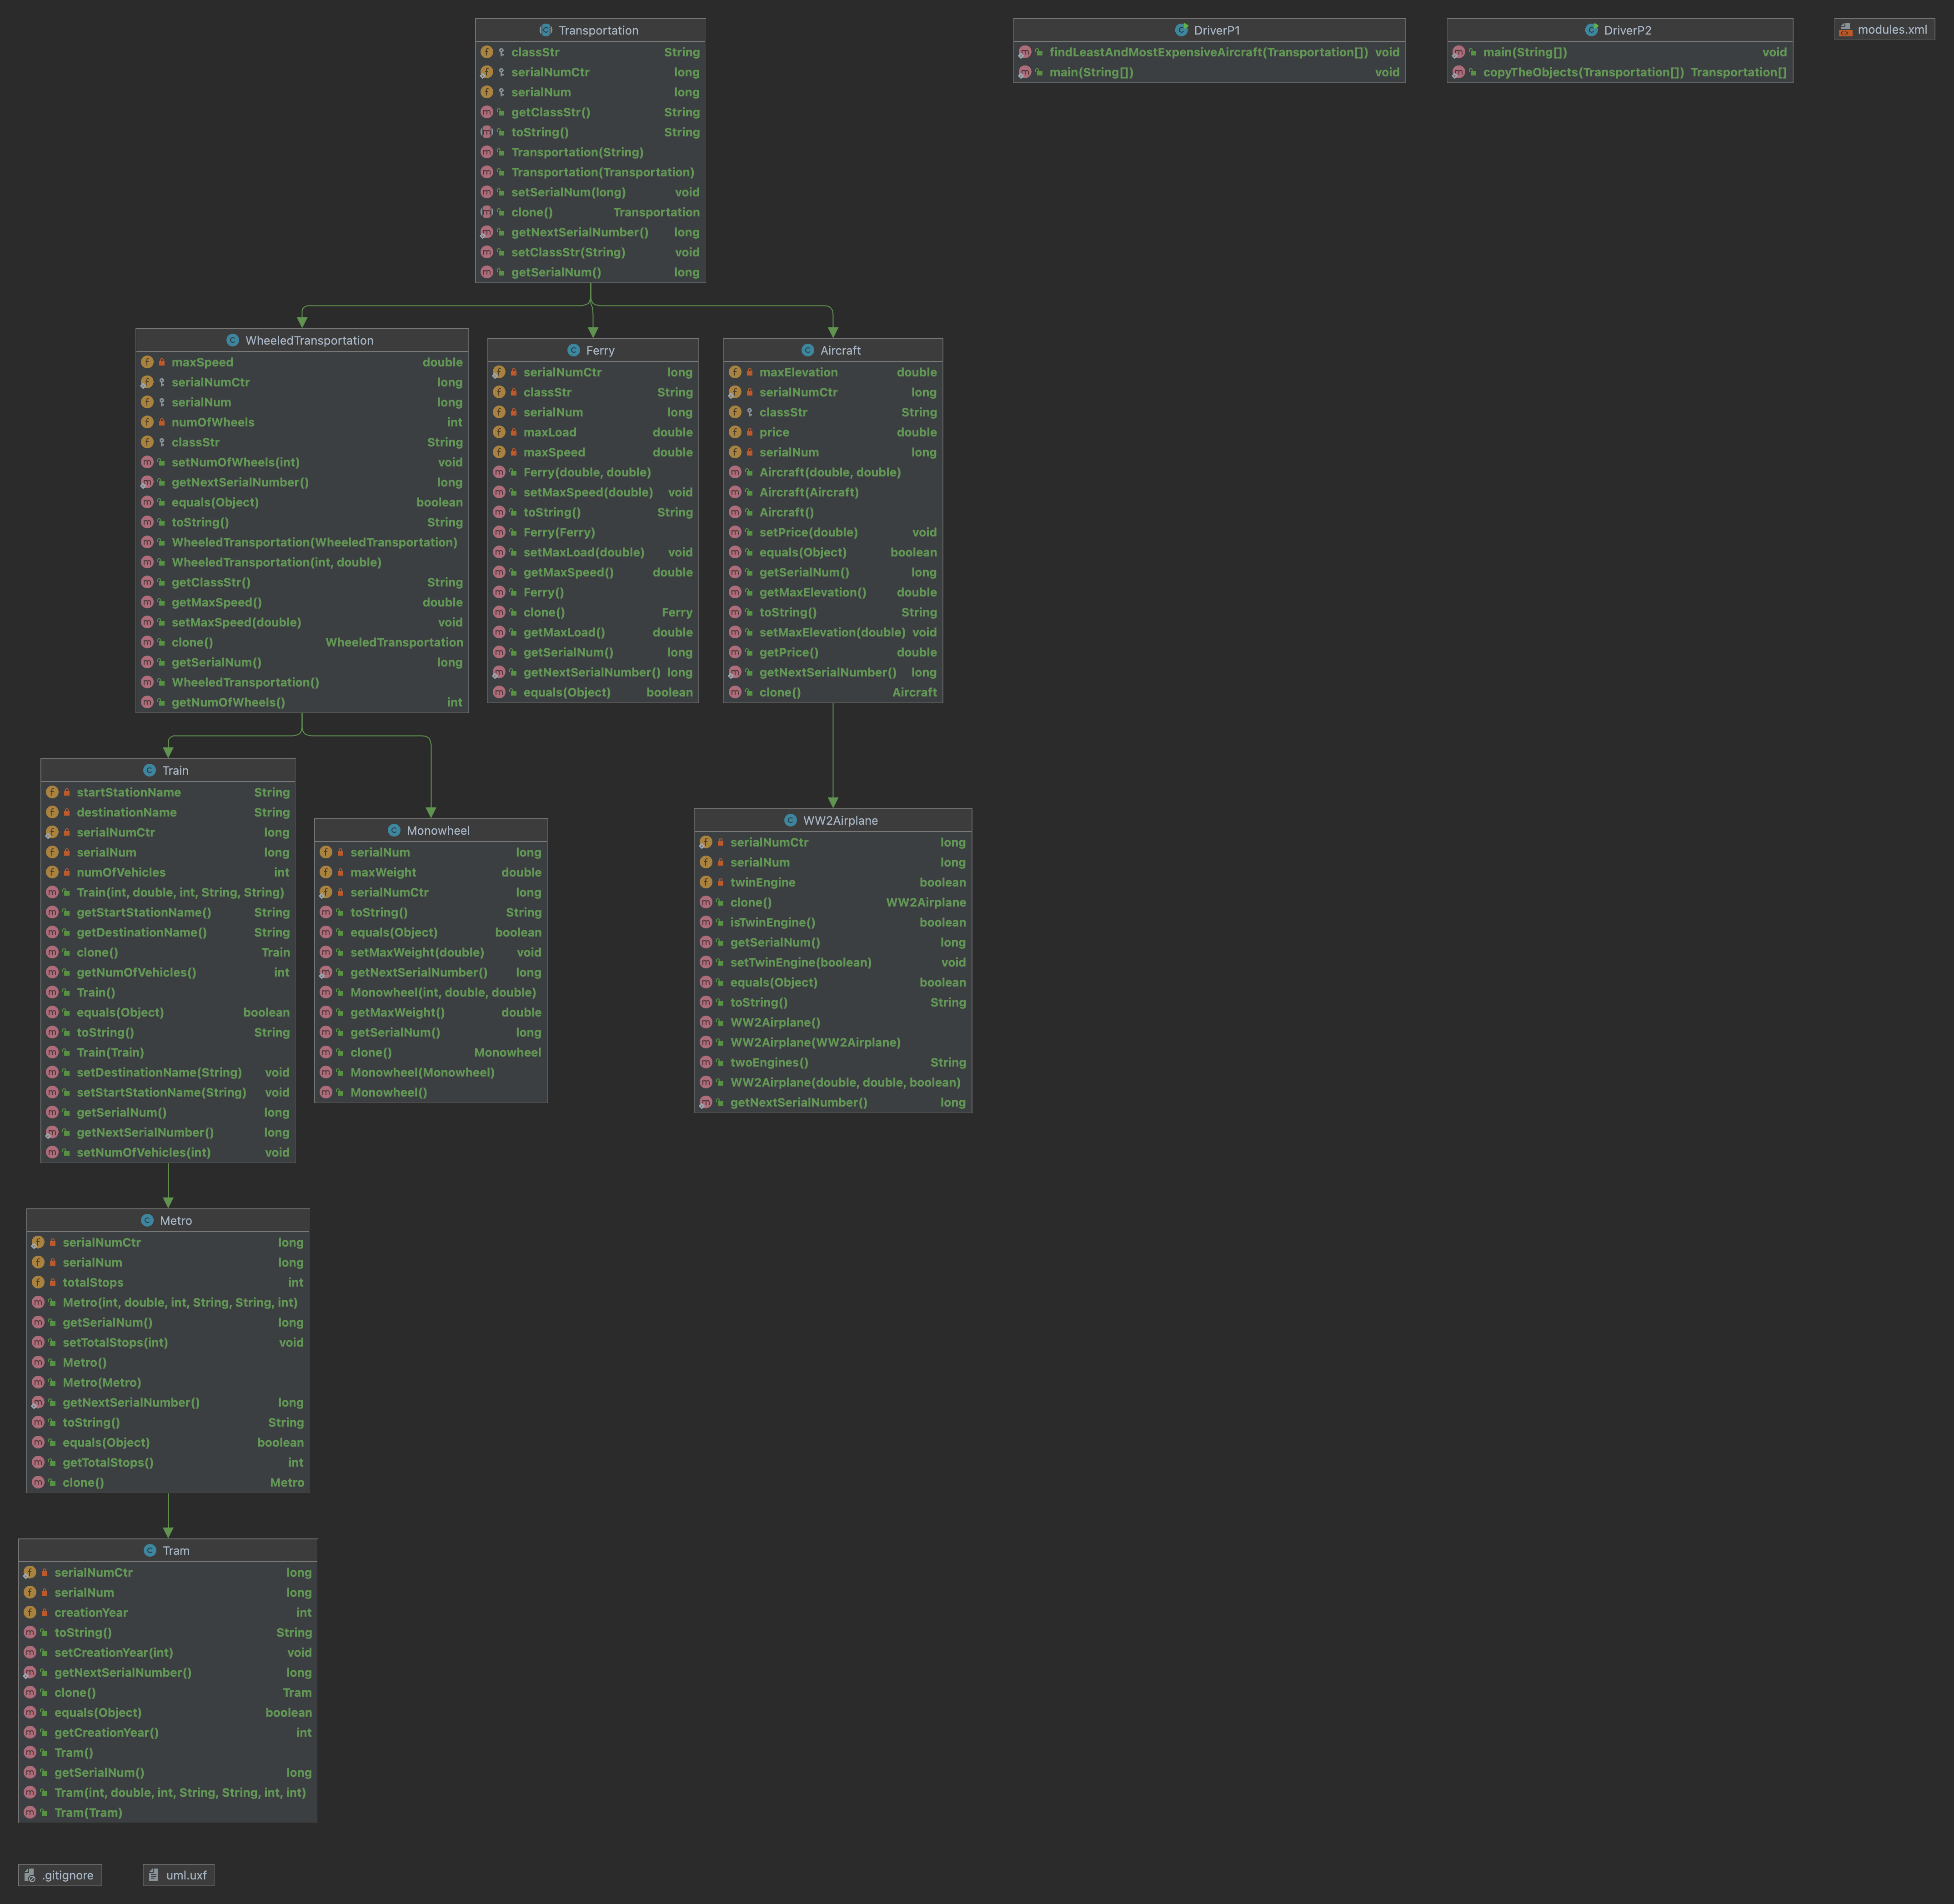 Transportation
classStr String
serialNumCtr long
serialNum long
getClassStr() String
toString() String
Transportation(String)
Transportation(Transportation)
setSerialNum(long) void
clone() Transportation
getNextSerialNumber() long
setClassStr(String) void
getSerialNum() long
DriverP1
findLeastAndMostExpensiveAircraft(Transportation[]) void
main(String[]) void
DriverP2
main(String[]) void
copyTheObjects(Transportation[]) Transportation[]
modules.xml
WheeledTransportation
maxSpeed double
serialNumCtr long
serialNum long
numOfWheels int
classStr String
setNumOfWheels(int) void
getNextSerialNumber() long
equals(Object) boolean
toString() String
WheeledTransportation(WheeledTransportation)
WheeledTransportation(int, double)
getClassStr() String
getMaxSpeed() double
setMaxSpeed(double) void
clone() WheeledTransportation
getSerialNum() long
WheeledTransportation()
getNumOfWheels() int
Ferry
serialNumCtr long
classStr String
serialNum long
maxLoad double
maxSpeed double
Ferry(double, double)
setMaxSpeed(double) void
toString() String
Ferry(Ferry)
setMaxLoad(double) void
getMaxSpeed() double
Ferry()
clone() Ferry
getMaxLoad() double
getSerialNum() long
getNextSerialNumber() long
equals(Object) boolean
Aircraft
maxElevation double
serialNumCtr long
classStr String
price double
serialNum long
Aircraft(double, double)
Aircraft(Aircraft)
Aircraft()
setPrice(double) void
equals(Object) boolean
getSerialNum() long
getMaxElevation() double
toString() String
setMaxElevation(double) void
getPrice() double
getNextSerialNumber() long
clone() Aircraft
Train
startStationName String
destinationName String
serialNumCtr long
serialNum long
numOfVehicles int
Train(int, double, int, String, String)
getStartStationName() String
getDestinationName() String
clone() Train
getNumOfVehicles() int
Train()
equals(Object) boolean
toString() String
Train(Train)
setDestinationName(String) void
setStartStationName(String) void
getSerialNum() long
getNextSerialNumber() long
setNumOfVehicles(int) void
Monowheel
serialNum long
maxWeight double
serialNumCtr long
toString() String
equals(Object) boolean
setMaxWeight(double) void
getNextSerialNumber() long
Monowheel(int, double, double)
getMaxWeight() double
getSerialNum() long
clone() Monowheel
Monowheel(Monowheel)
Monowheel()
WW2Airplane
serialNumCtr long
serialNum long
twinEngine boolean
clone() WW2Airplane
isTwinEngine() boolean
getSerialNum() long
setTwinEngine(boolean) void
equals(Object) boolean
toString() String
WW2Airplane()
WW2Airplane(WW2Airplane)
twoEngines() String
WW2Airplane(double, double, boolean)
getNextSerialNumber() long
Metro
serialNumCtr long
serialNum long
totalStops int
Metro(int, double, int, String, String, int)
getSerialNum() long
setTotalStops(int) void
Metro()
Metro(Metro)
getNextSerialNumber() long
toString() String
equals(Object) boolean
getTotalStops() int
clone() Metro
Tram
serialNumCtr long
serialNum long
creationYear int
toString() String
setCreationYear(int) void
getNextSerialNumber() long
clone() Tram
equals(Object) boolean
getCreationYear() int
Tram()
getSerialNum() long
Tram(int, double, int, String, String, int, int)
Tram(Tram)
.gitignore
uml.uxf